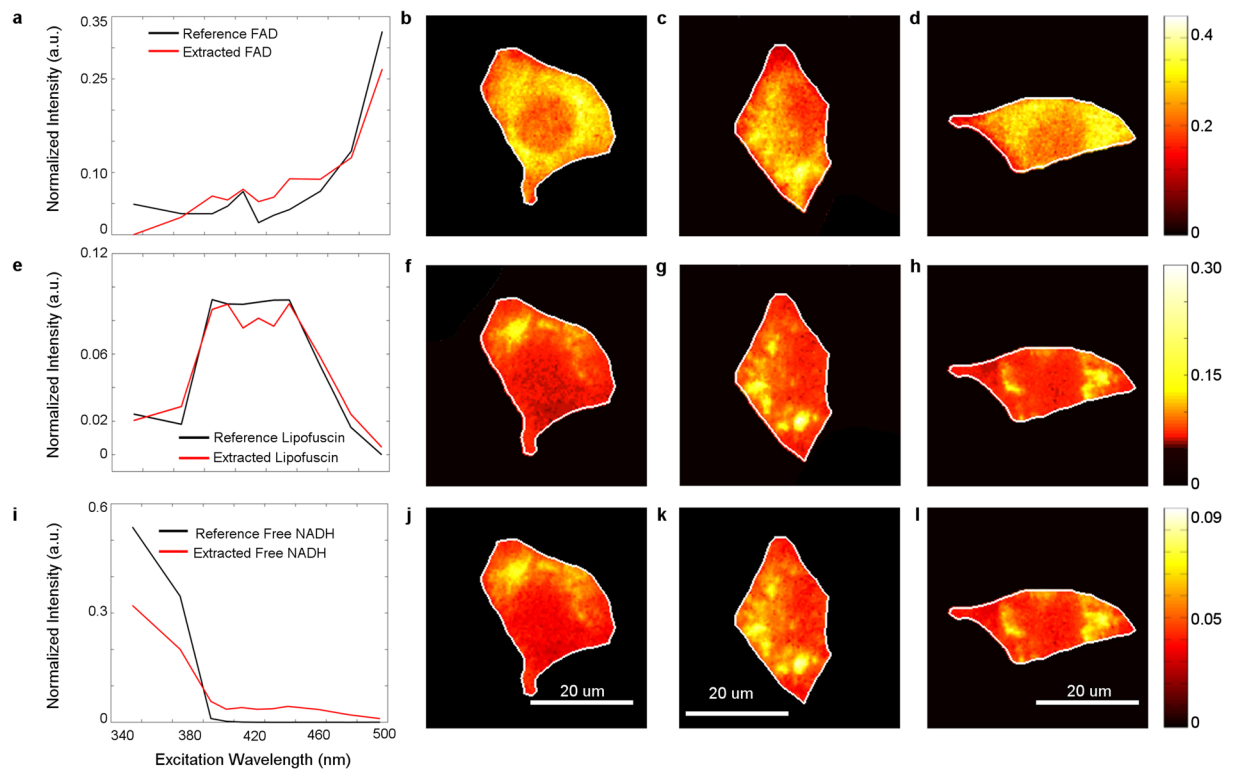 a
b
c
d
Normalized Intensity (a.u.)
0.35
0.25
0.10
0
Reference FAD
Extracted FAD
0.4
0.2
0
e
f
g
h
Normalized Intensity (a.u.)
0.12
0.06
0.02
0
Reference Lipofuscin
Extracted Lipofuscin
0.30
0.15
0
i
j
k
l
Normalized Intensity (a.u.)
0.6
0.3
0
Reference Free NADH
Extracted Free NADH
340 380 420 460 500
Excitation Wavelength (nm)
20 um
20 um
20 um
0.09
0.05
0